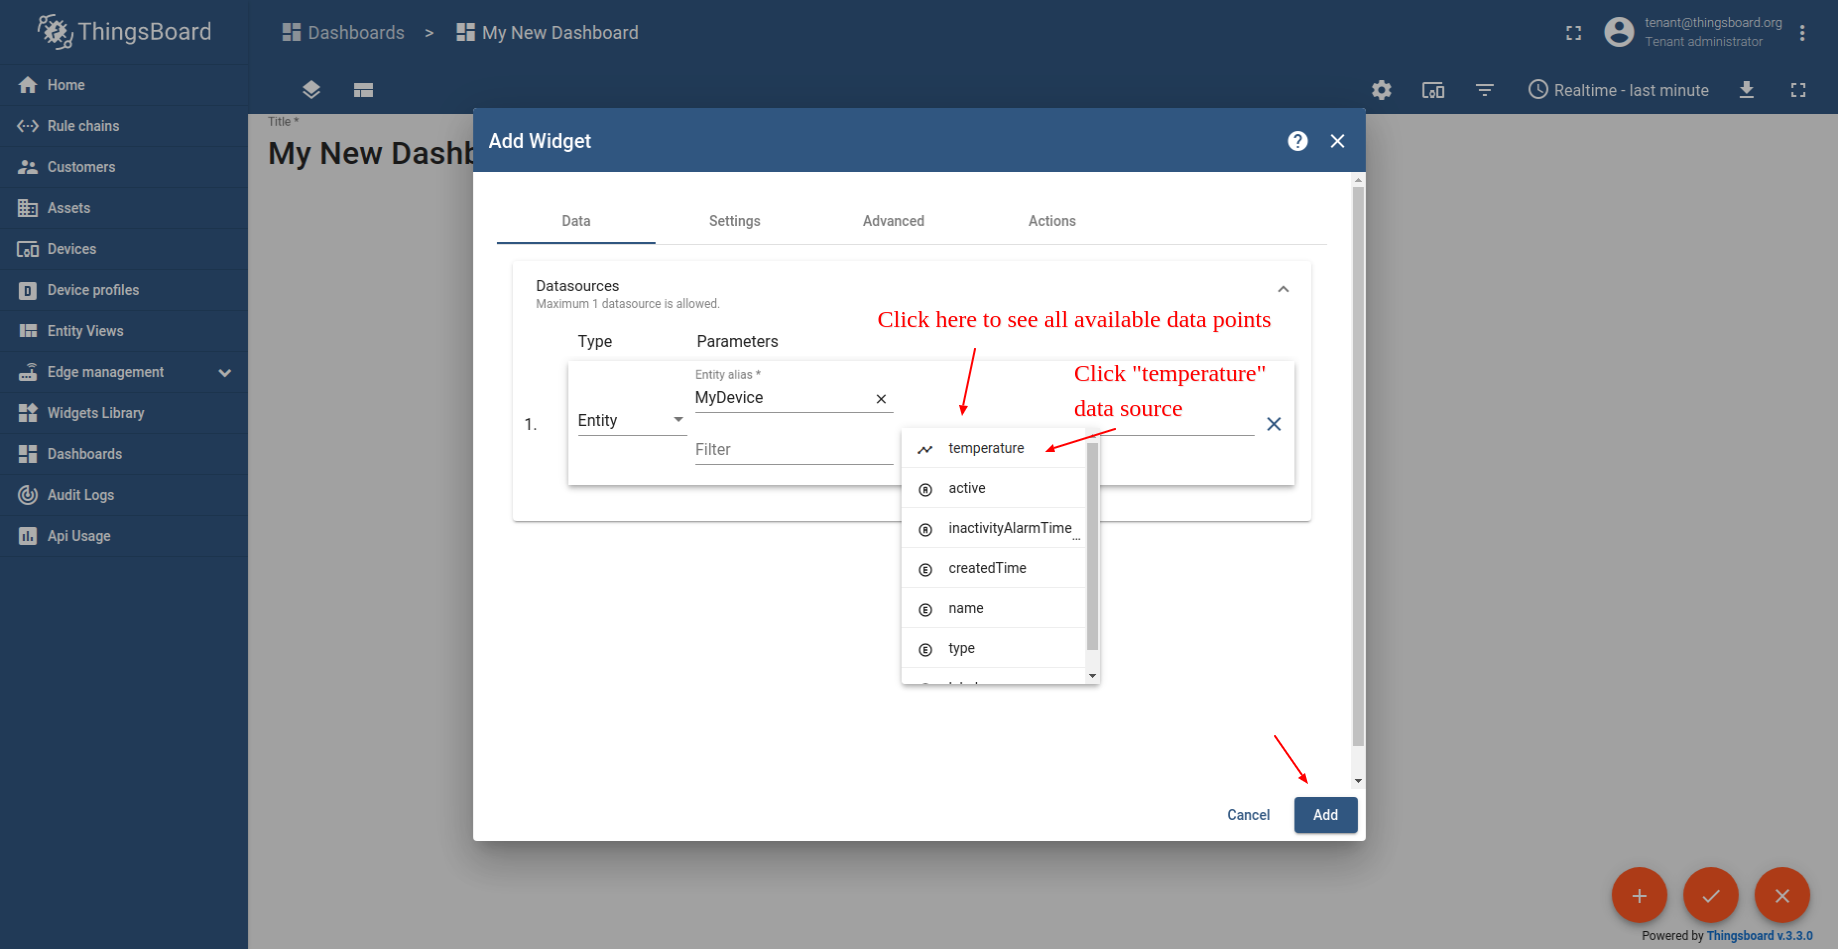 ThingsBoard
Dashboards > My New Dashboard
tenant@thingsboard.org
Tenant administrator
Home
Rule chains
Customers
Assets
Devices
Device profiles
Entity Views
Edge management
Widgets Library
Dashboards
Audit Logs
Api Usage
Realtime - last minute
Title *
My New Dashb
Add Widget
Data Settings Advanced Actions
Datasources
Maximum 1 datasource is allowed.
Click here to see all available data points
Type Parameters
Click "temperature"
data source
1.
Entity
Entity alias *
MyDevice
Filter
temperature
active
inactivityAlarmTime...
createdTime
name
type
Cancel Add
Powered by Thingsboard v.3.3.0